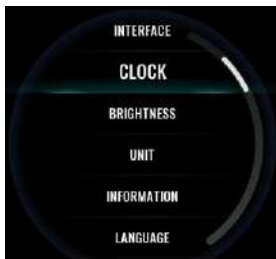 INTERFACE
CLOCK
BRIGHTNESS
UNIT
INFORMATION
LANGUAGE